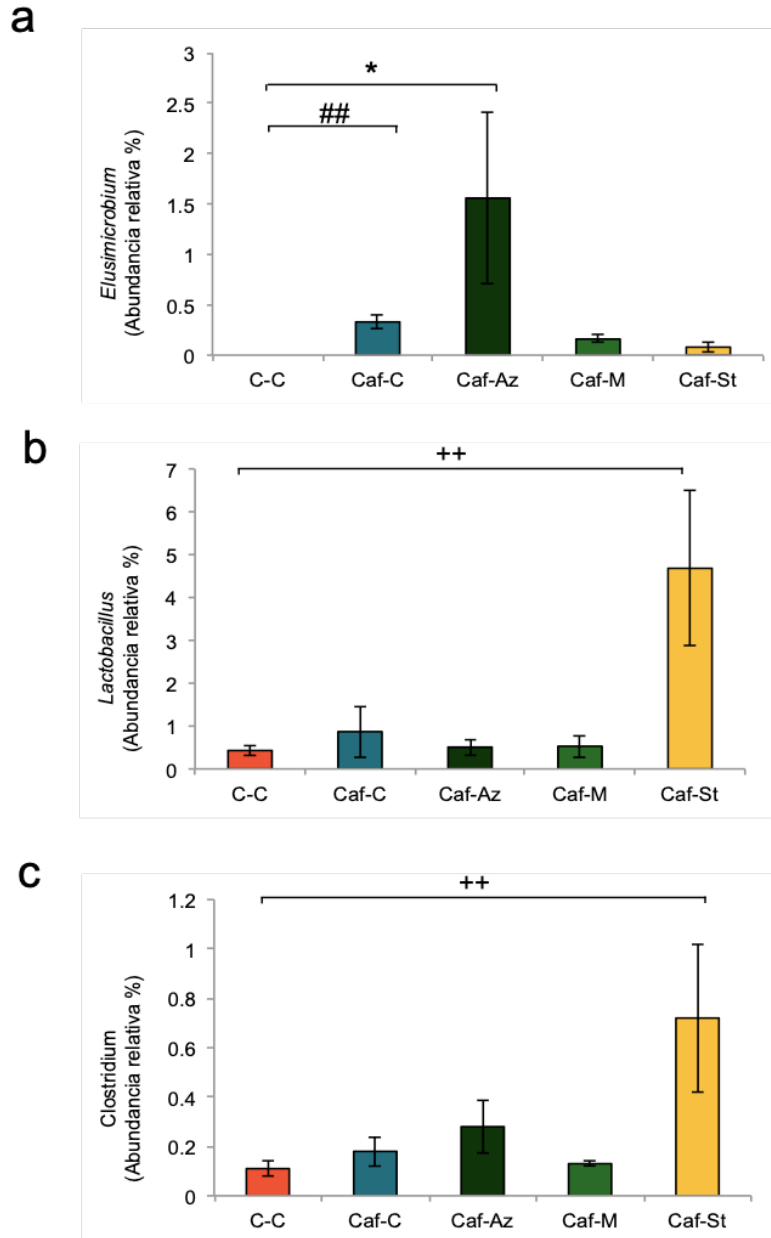 a
Elusimicrobium
(Abundancia relativa %)
3
2.5
2
1.5
1
0.5
0
*
##
C-C Caf-C Caf-Az Caf-M Caf-St
b
Lactobacillus
(Abundancia relativa %)
7
6
5
4
3
2
1
0
++
C-C Caf-C Caf-Az Caf-M Caf-St
c
Clostridium
(Abundancia relativa %)
1.2
1
0.8
0.6
0.4
0.2
0
++
C-C Caf-C Caf-Az Caf-M Caf-St